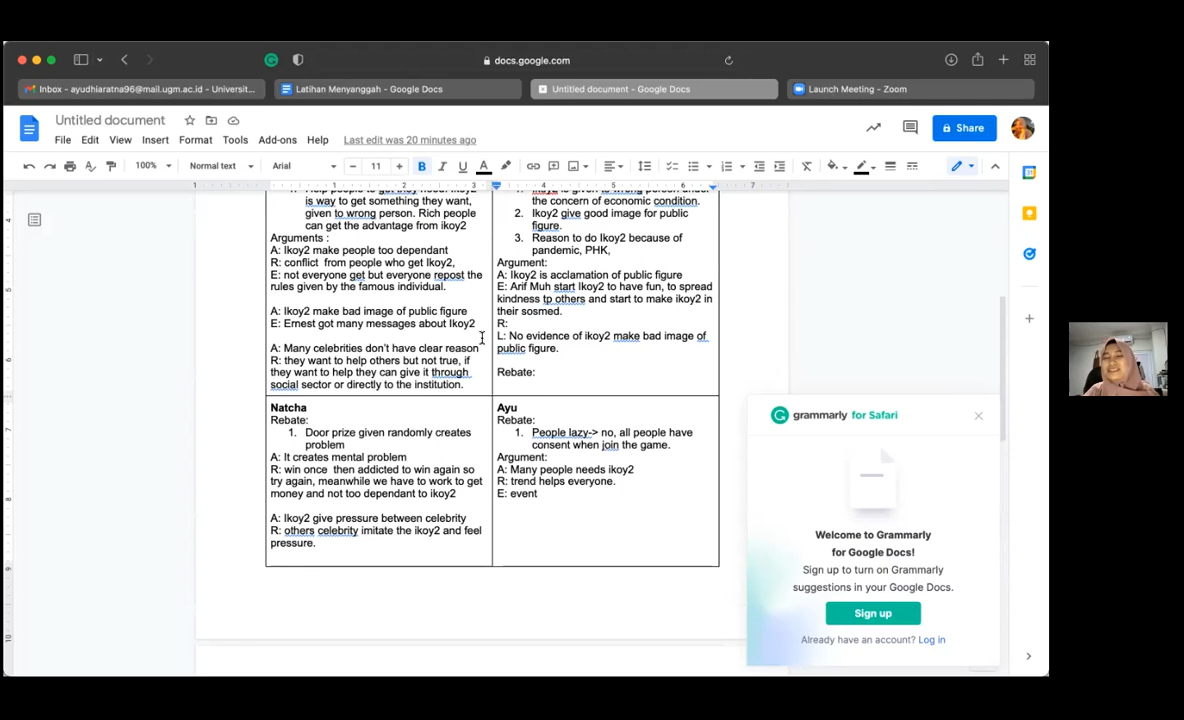 docs.google.com
Inbox - ayudhiaratna96@mail.ugm.ac.id - Universit...
Latihan Menyanggah - Google Docs
Untitled document - Google Docs
Launch Meeting - Zoom
Untitled document
File Edit View Insert Format Tools Add-ons Help Last edit was 20 minutes ago
Share
100% Normal text Arial 11 B I U A
1 1 2 3 4 5 6 7
is way to get something they want,
given to wrong person. Rich people
can get the advantage from ikoy2
Arguments :
A: Ikoy2 make people too dependant
R: conflict from people who get Ikoy2,
E: not everyone get but everyone repost the
rules given by the famous individual.
A: Ikoy2 make bad image of public figure
E: Ernest got many messages about Ikoy2
A: Many celebrities don't have clear reason
R: they want to help others but not true, if
they want to help they can give it through
social sector or directly to the institution.
the concern of economic condition.
2. Ikoy2 give good image for public
figure.
3. Reason to do Ikoy2 because of
pandemic, PHK,
Argument:
A: Ikoy2 is acclamation of public figure
E: Arif Muh start Ikoy2 to have fun, to spread
kindness tp others and start to make ikoy2 in
their sosmed.
R:
L: No evidence of ikoy2 make bad image of
public figure.
Rebate:
Natcha
Rebate:
1. Door prize given randomly creates
problem
A: It creates mental problem
R: win once then addicted to win again so
try again, meanwhile we have to work to get
money and not too dependant to ikoy2
A: Ikoy2 give pressure between celebrity
R: others celebrity imitate the ikoy2 and feel
pressure.
Ayu
Rebate:
1. People lazy-> no, all people have
consent when join the game.
Argument:
A: Many people needs ikoy2
R: trend helps everyone.
E: event
grammarly for Safari
Welcome to Grammarly
for Google Docs!
Sign up to turn on Grammarly
suggestions in your Google Docs.
Sign up
Already have an account? Log in